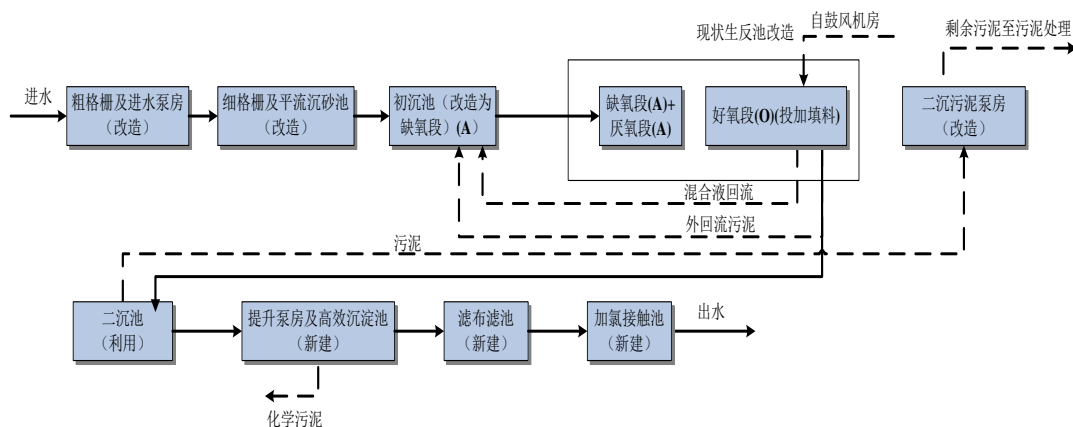 自鼓风机房
现状生反池改造
剩余污泥至污泥处理
进水
粗格栅及进水泵房
（改造）
细格栅及平流沉砂池
（改造）
初沉池（改造为
缺氧段）(A)
缺氧段(A)+
厌氧段(A)
好氧段(O)(投加填料)
二沉污泥泵房
（改造）
混合液回流
外回流污泥
污泥
二沉池
（利用）
提升泵房及高效沉淀池
（新建）
滤布滤池
（新建）
加氯接触池
（新建）
出水
化学污泥